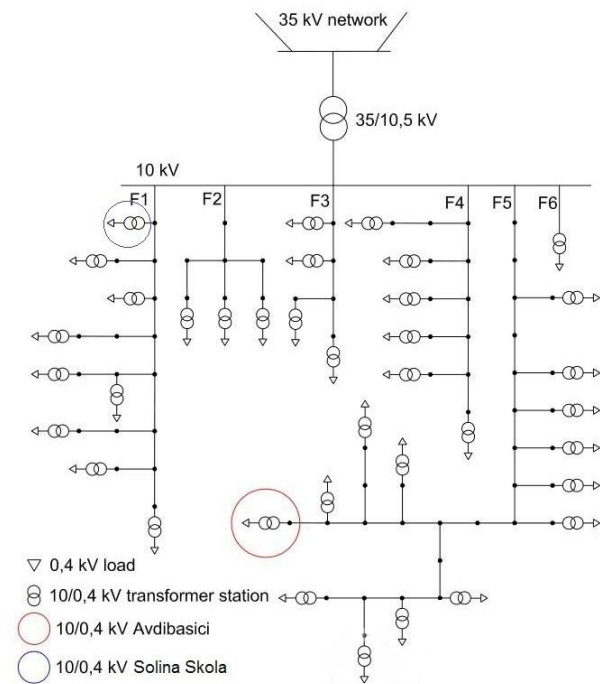 35 kV network
35/10,5 kV
10 kV
F1 F2 F3 F4 F5 F6
0,4 kV load
10/0,4 kV transformer station
10/0,4 kV Avdibasici
10/0,4 kV Solina Skola